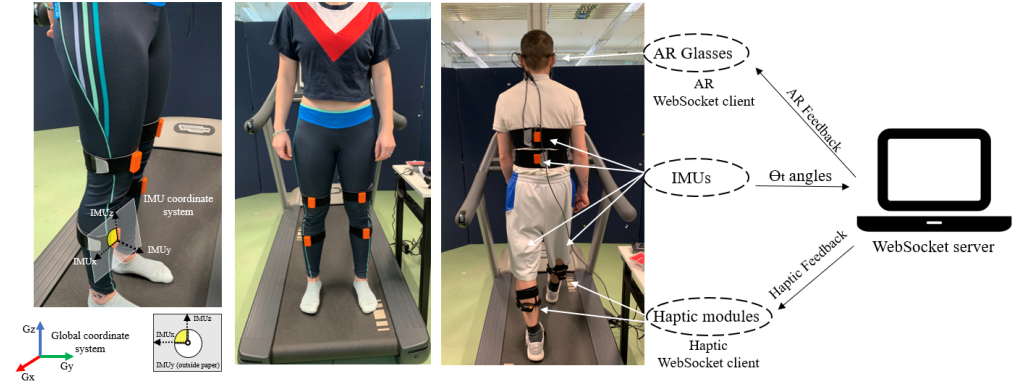 IMU coordinate
system
IMUz
IMUy
IMUx
Gz
Global coordinate
system
Gy
Gx
IMUz
IMUx
IMUy (outside paper)
AR Glasses
AR
WebSocket client
AR Feedback
IMUs
Θt angles
WebSocket server
Haptic Feedback
Haptic modules
Haptic
WebSocket client